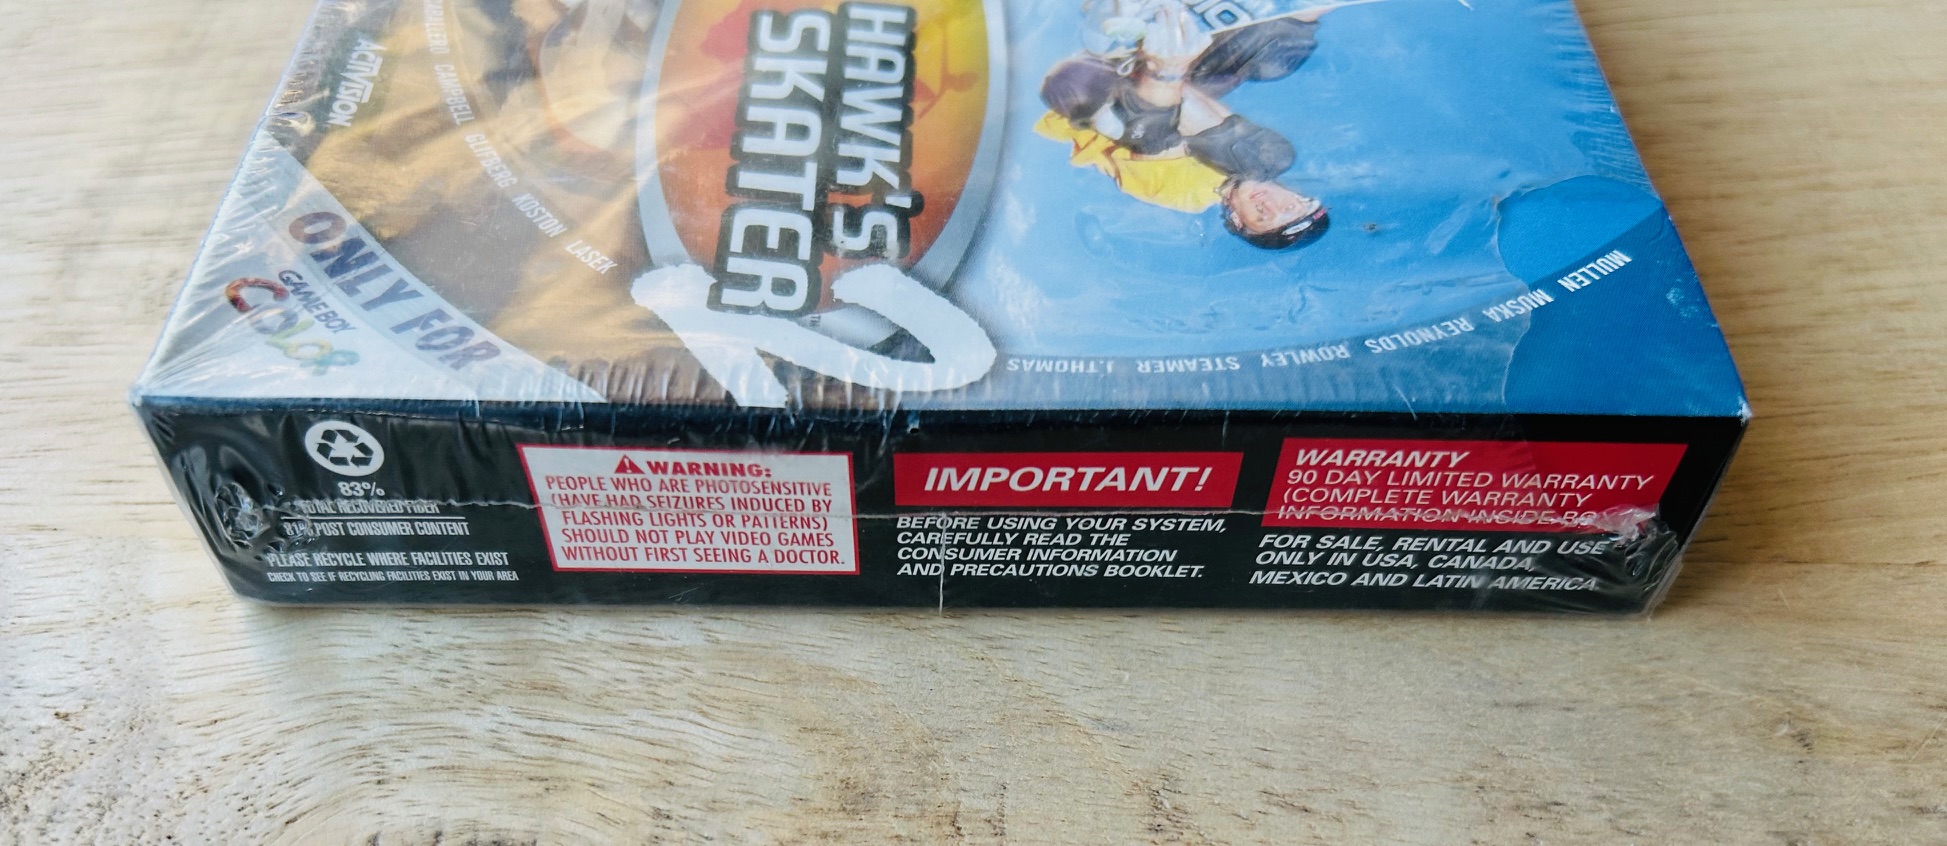 ACTIVISION
CABALLERO CAMPBELL GLIFBERG KOSTON LASEK
HAWK'S
SKATER
2
ONLY FOR
GAME BOY
COLOR
MULLEN MUSKA REYNOLDS ROWLEY STEAMER J.THOMAS
83%
TOTAL RECOVERED FIBER
POST CONSUMER CONTENT
PLEASE RECYCLE WHERE FACILITIES EXIST
CHECK TO SEE IF RECYCLING FACILITIES EXIST IN YOUR AREA
WARNING:
PEOPLE WHO ARE PHOTOSENSITIVE
(HAVE HAD SEIZURES INDUCED BY
FLASHING LIGHTS OR PATTERNS)
SHOULD NOT PLAY VIDEO GAMES
WITHOUT FIRST SEEING A DOCTOR.
IMPORTANT!
BEFORE USING YOUR SYSTEM,
CAREFULLY READ THE
CONSUMER INFORMATION
AND PRECAUTIONS BOOKLET.
WARRANTY
90 DAY LIMITED WARRANTY
(COMPLETE WARRANTY
INFORMATION INSIDE
FOR SALE, RENTAL AND USE
ONLY IN USA, CANADA,
MEXICO AND LATIN AMERICA